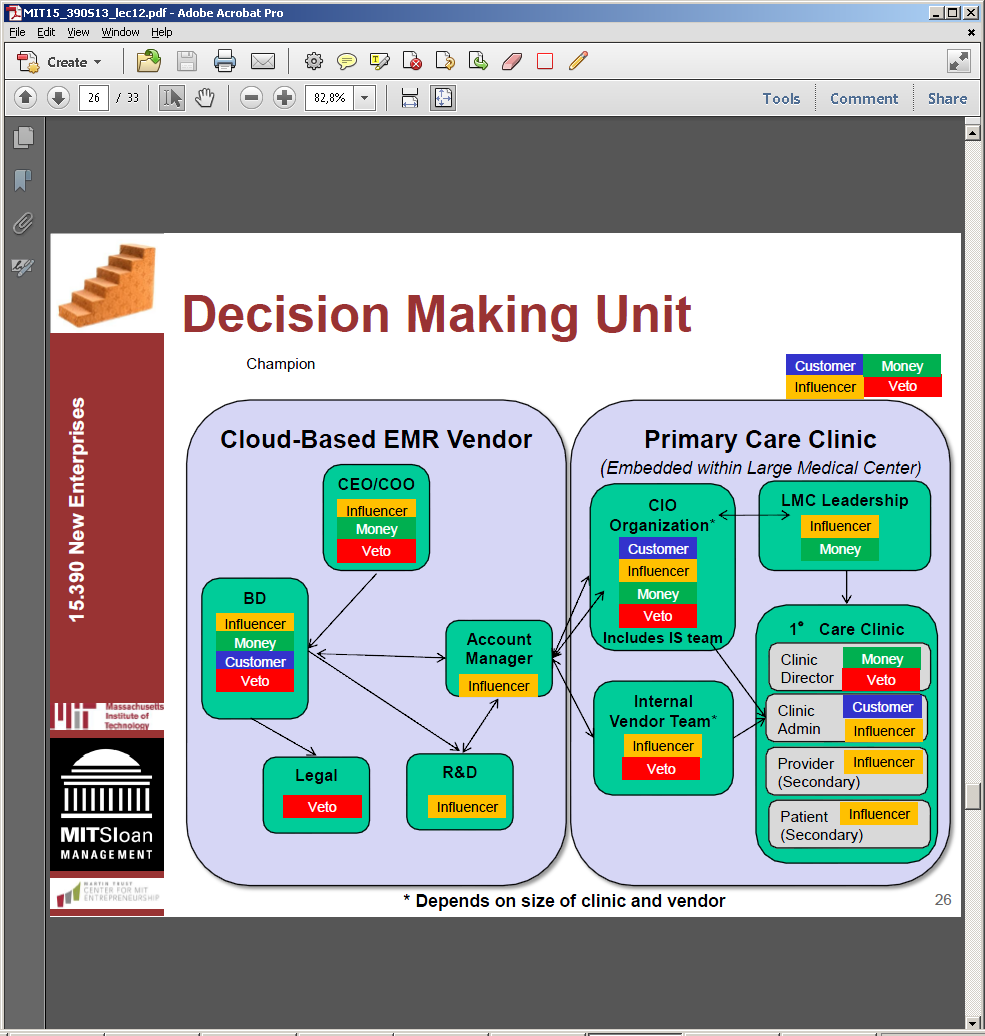 MIT15_390S13_lec12.pdf - Adobe Acrobat Pro
File Edit View Window Help
Create
26 / 33 82,8% Tools Comment Share
Decision Making Unit
Champion
Customer Money
Influencer Veto
15.390 New Enterprises
Cloud-Based EMR Vendor
CEO/COO
Influencer
Money
Veto
BD
Influencer
Money
Customer
Veto
Account
Manager
Influencer
Legal
Veto
R&D
Influencer
Primary Care Clinic
(Embedded within Large Medical Center)
CIO
Organization*
Customer
Influencer
Money
Veto
Includes IS team
LMC Leadership
Influencer
Money
Internal
Vendor Team*
Influencer
Veto
1° Care Clinic
Clinic
Director
Money
Veto
Clinic
Admin
Customer
Influencer
Provider
(Secondary)
Influencer
Patient
(Secondary)
Influencer
Massachusetts
Institute of
Technology
MITSloan
MANAGEMENT
MARTIN TRUST
CENTER FOR MIT
ENTREPRENEURSHIP
* Depends on size of clinic and vendor
26